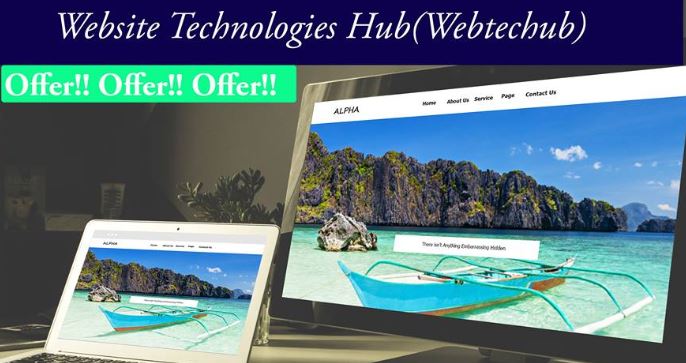 Website Technologies Hub(Webtechub)
Offer!! Offer!! Offer!!
ALPHA Home About Us Service Page Contact Us
There isn't Anything Embarrassing Hidden
ALPHA